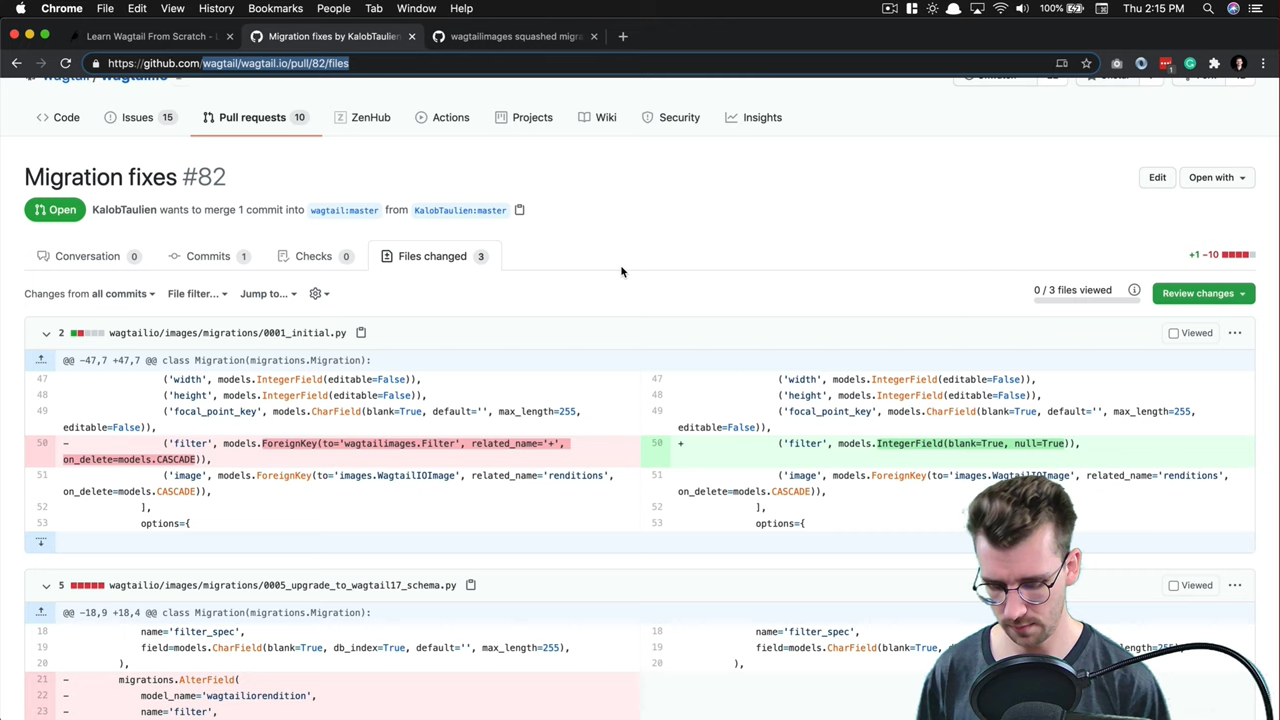 Chrome File Edit View History Bookmarks People Tab Window Help 100% Thu 2:15 PM
Learn Wagtail From Scratch - L × Migration fixes by KalobTaulien × wagtailimages squashed migra × +
https://github.com/wagtail/wagtail.io/pull/82/files
Code Issues 15 Pull requests 10 ZenHub Actions Projects Wiki Security Insights
Migration fixes #82 Edit Open with
Open KalobTaulien wants to merge 1 commit into wagtail:master from KalobTaulien:master
Conversation 0 Commits 1 Checks 0 Files changed 3 +1 −10
Changes from all commits File filter... Jump to... 0 / 3 files viewed Review changes
2 wagtailio/images/migrations/0001_initial.py Viewed
@@ -47,7 +47,7 @@ class Migration(migrations.Migration):
47 ('width', models.IntegerField(editable=False)), 47 ('width', models.IntegerField(editable=False)),
48 ('height', models.IntegerField(editable=False)), 48 ('height', models.IntegerField(editable=False)),
49 ('focal_point_key', models.CharField(blank=True, default='', max_length=255, 49 ('focal_point_key', models.CharField(blank=True, default='', max_length=255,
editable=False)), editable=False)),
50 - ('filter', models.ForeignKey(to='wagtailimages.Filter', related_name='+', 50 + ('filter', models.IntegerField(blank=True, null=True)),
on_delete=models.CASCADE)),
51 ('image', models.ForeignKey(to='images.WagtailIOImage', related_name='renditions', 51 ('image', models.ForeignKey(to='images.WagtailIOImage', related_name='renditions',
on_delete=models.CASCADE)), on_delete=models.CASCADE)),
52 ], 52 ],
53 options={ 53 options={
5 wagtailio/images/migrations/0005_upgrade_to_wagtail17_schema.py Viewed
@@ -18,9 +18,4 @@ class Migration(migrations.Migration):
18 name='filter_spec', 18 name='filter_spec',
19 field=models.CharField(blank=True, db_index=True, default='', max_length=255), 19 field=models.CharField(blank=True, db_index=True, length=255),
20 ), 20 ),
21 - migrations.AlterField(
22 - model_name='wagtailiorendition',
23 - name='filter',